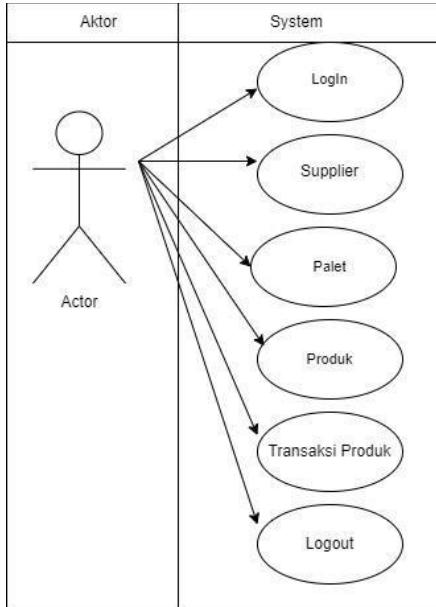 Aktor
System
LogIn
Supplier
Palet
Actor
Produk
Transaksi Produk
Logout